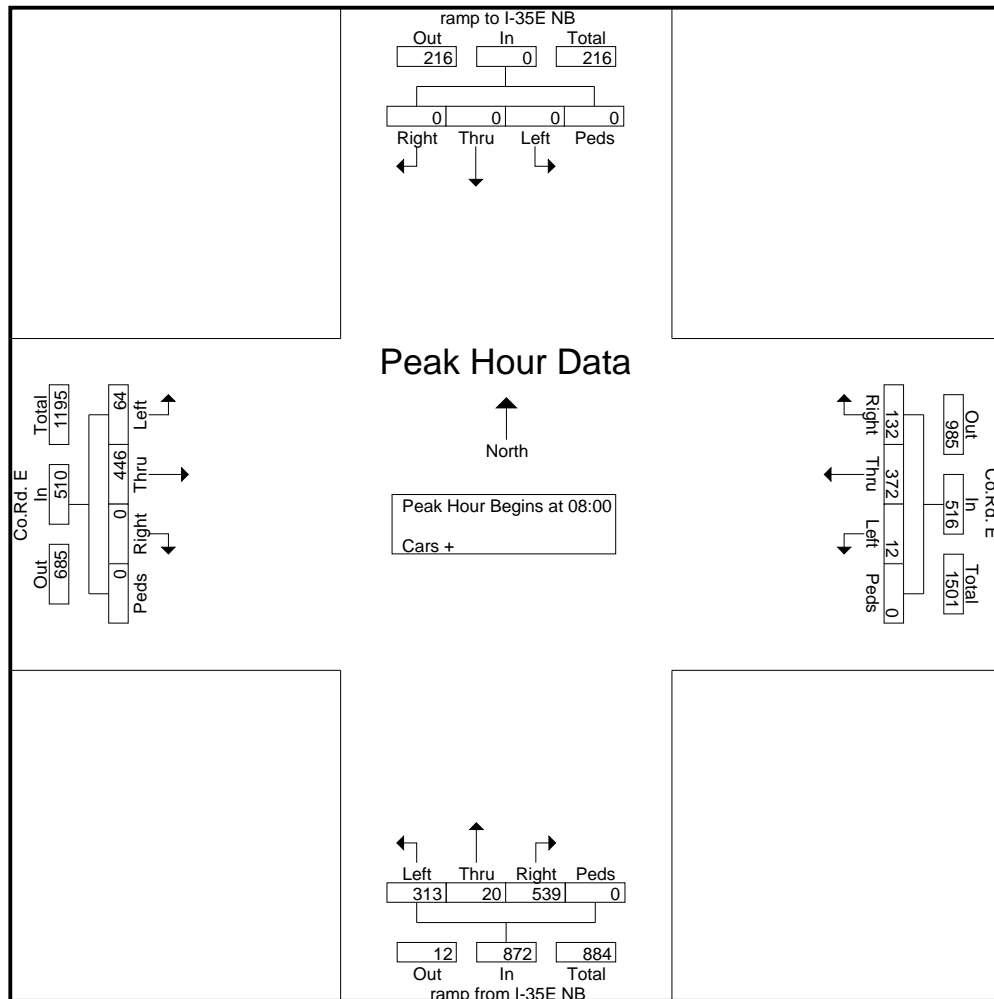 ramp to I-35E NB
Out In Total
216 0 216
0 0 0 0
Right Thru Left Peds
Peak Hour Data
North
Peak Hour Begins at 08:00
Cars +
Co.Rd. E
Out In Total
685 510 1195
0 0 446 64
Peds Right Thru Left
Co.Rd. E
Out In Total
985 516 1501
132 372 12 0
Right Thru Left Peds
Left Thru Right Peds
313 20 539 0
12 872 884
Out In Total
ramp from I-35E NB